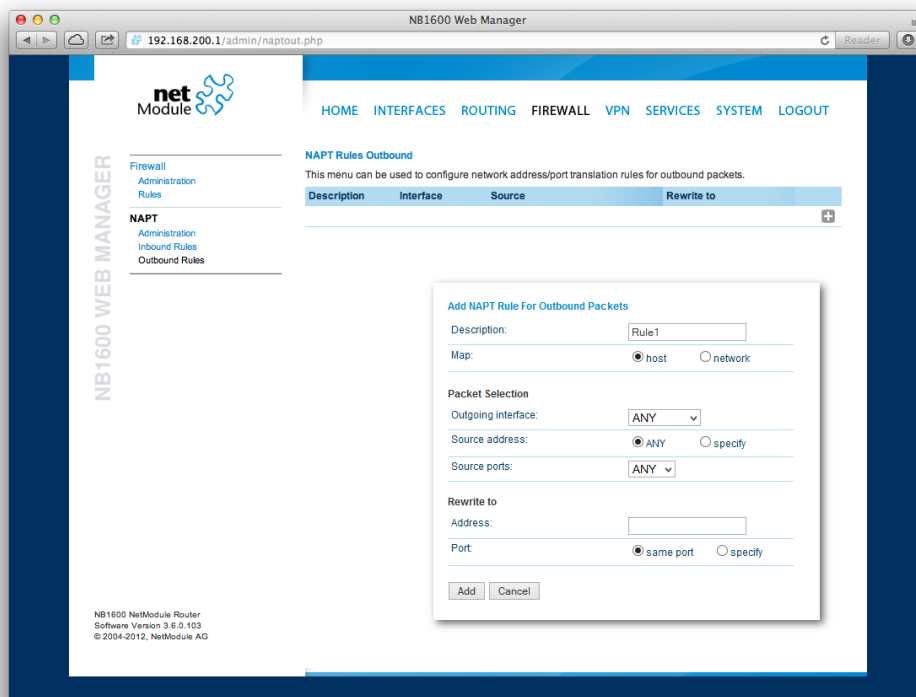 NB1600 Web Manager
192.168.200.1/admin/naptout.php
Reader
net
Module
HOME INTERFACES ROUTING FIREWALL VPN SERVICES SYSTEM LOGOUT
NB1600 WEB MANAGER
Firewall
Administration
Rules
NAPT
Administration
Inbound Rules
Outbound Rules
NAPT Rules Outbound
This menu can be used to configure network address/port translation rules for outbound packets.
Description Interface Source Rewrite to
Add NAPT Rule For Outbound Packets
Description: Rule1
Map: host network
Packet Selection
Outgoing interface: ANY
Source address: ANY specify
Source ports: ANY
Rewrite to
Address:
Port: same port specify
Add Cancel
NB1600 NetModule Router
Software Version 3.6.0.103
© 2004-2012, NetModule AG